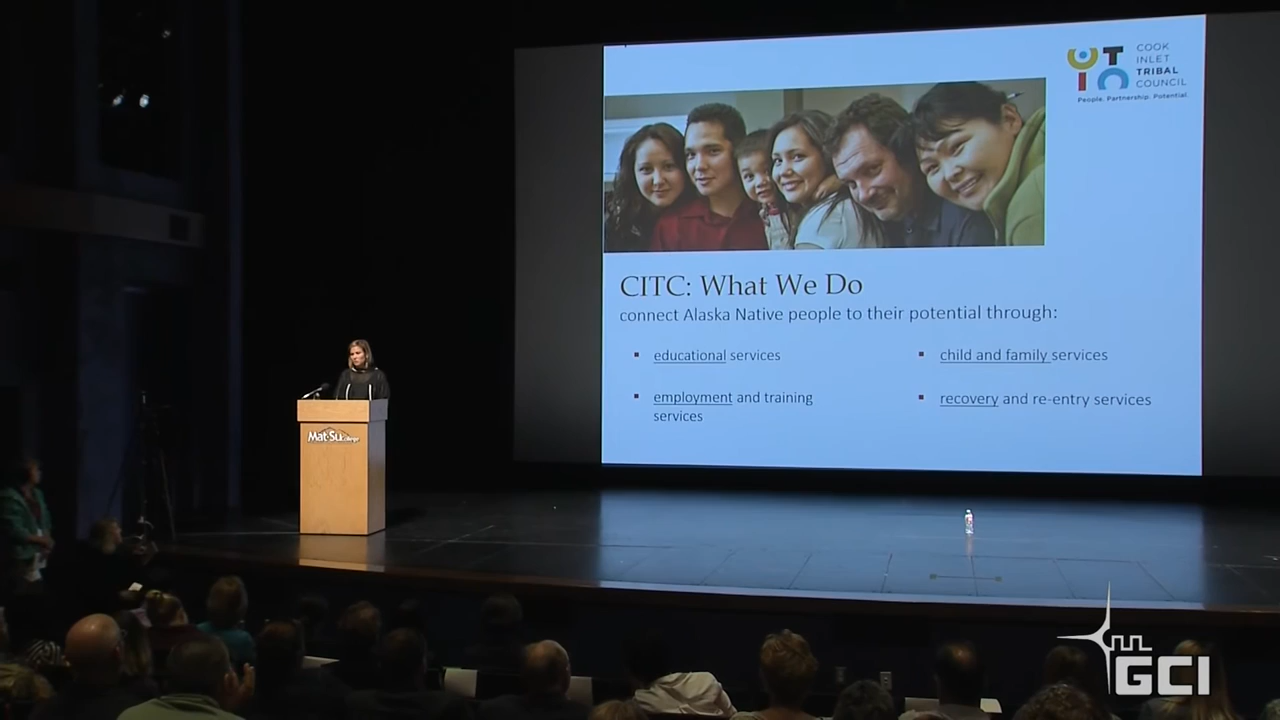 COOK
INLET
TRIBAL
COUNCIL
People. Partnership. Potential.
CITC: What We Do
connect Alaska Native people to their potential through:
▪ educational services
▪ employment and training
services
▪ child and family services
▪ recovery and re-entry services
Mat-Su College
GCI